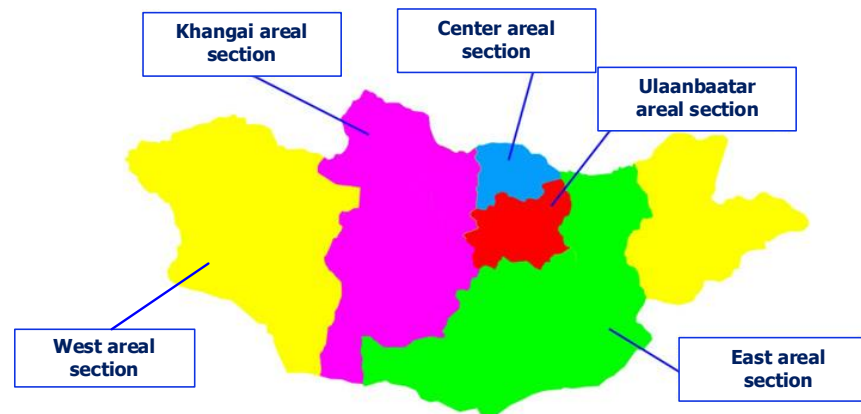 Khangai areal
section
Center areal
section
Ulaanbaatar
areal section
West areal
section
East areal
section